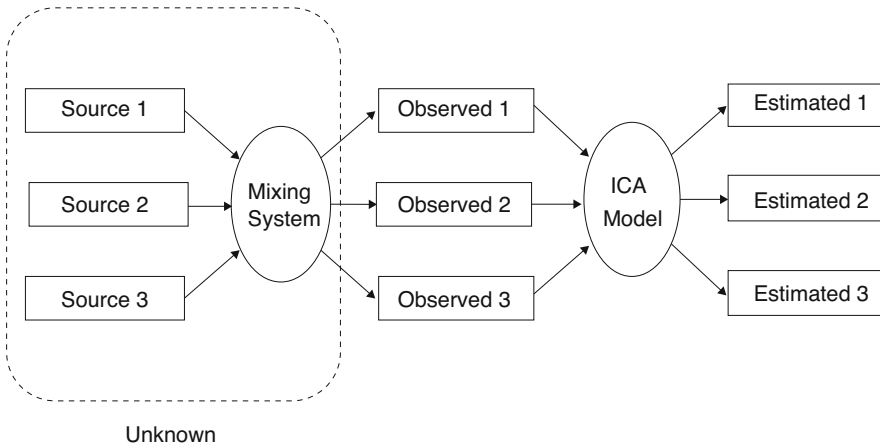 Source 1
Source 2
Source 3
Mixing
System
Observed 1
Observed 2
Observed 3
ICA
Model
Estimated 1
Estimated 2
Estimated 3
Unknown